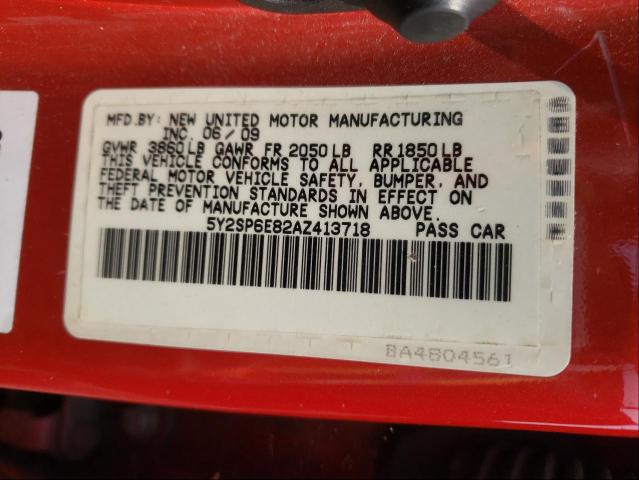 MFD.BY: NEW UNITED MOTOR MANUFACTURING
INC. 06/09
GVWR 3860LB GAWR FR 2050LB RR 1850LB
THIS VEHICLE CONFORMS TO ALL APPLICABLE
FEDERAL MOTOR VEHICLE SAFETY, BUMPER, AND
THEFT PREVENTION STANDARDS IN EFFECT ON
THE DATE OF MANUFACTURE SHOWN ABOVE.
5Y2SP6E82AZ413718 PASS CAR
BA4804561